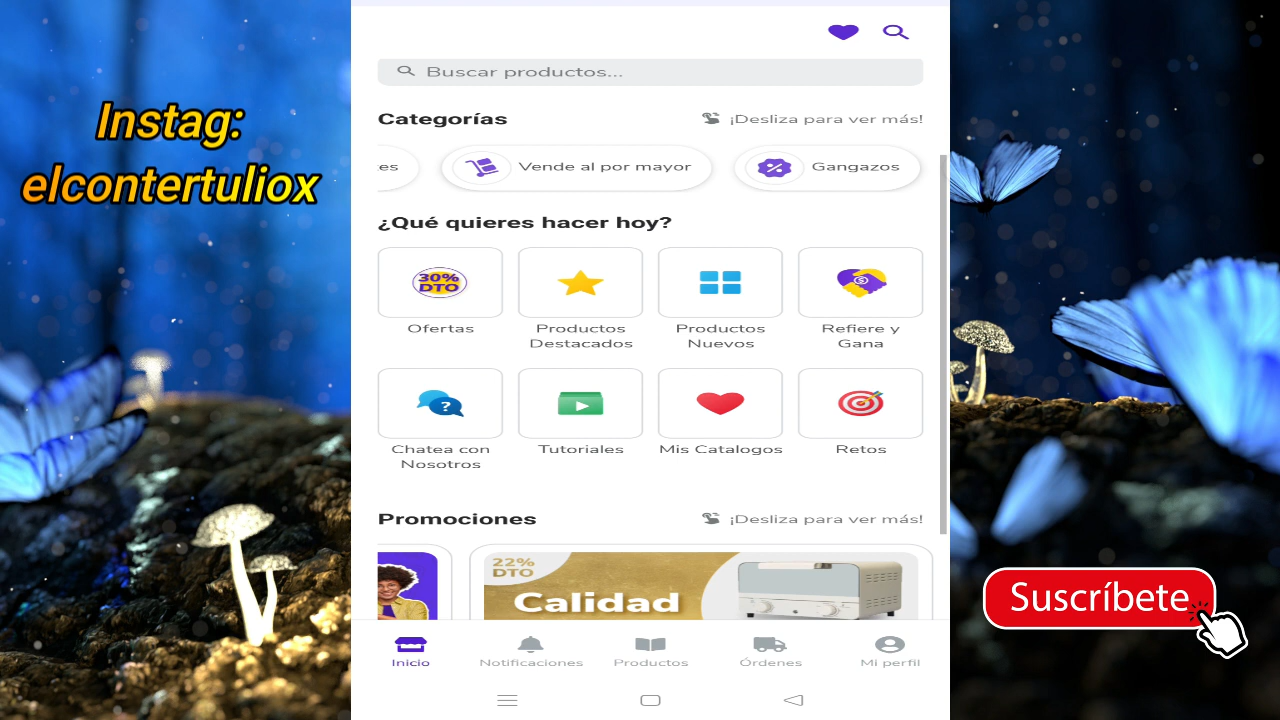 Instag:
elcontertuliox
Buscar productos...
Categorías
¡Desliza para ver más!
es
Vende al por mayor
Gangazos
¿Qué quieres hacer hoy?
30%
DTO
Ofertas
Productos
Destacados
Productos
Nuevos
Refiere y
Gana
?
Chatea con
Nosotros
Tutoriales
Mis Catalogos
Retos
Promociones
¡Desliza para ver más!
22%
DTO
Calidad
Inicio
Notificaciones
Productos
Órdenes
Mi perfil
Suscríbete